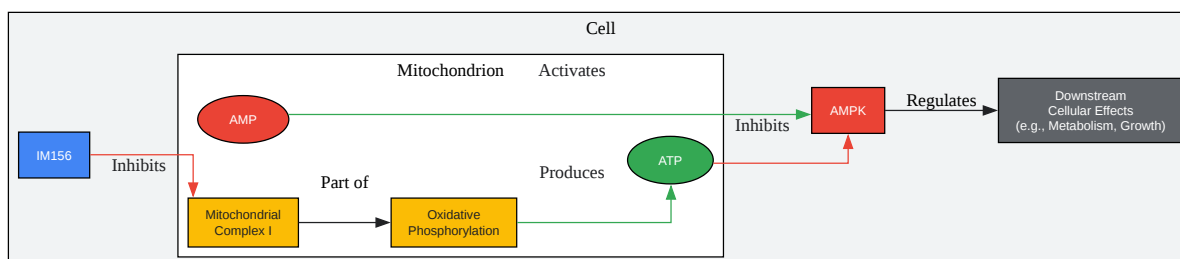 Cell
Mitochondrion
Activates
AMP
AMPK
Regulates
Downstream
Cellular Effects
(e.g., Metabolism, Growth)
Inhibits
IM156
Inhibits
ATP
Produces
Part of
Mitochondrial
Complex I
Oxidative
Phosphorylation